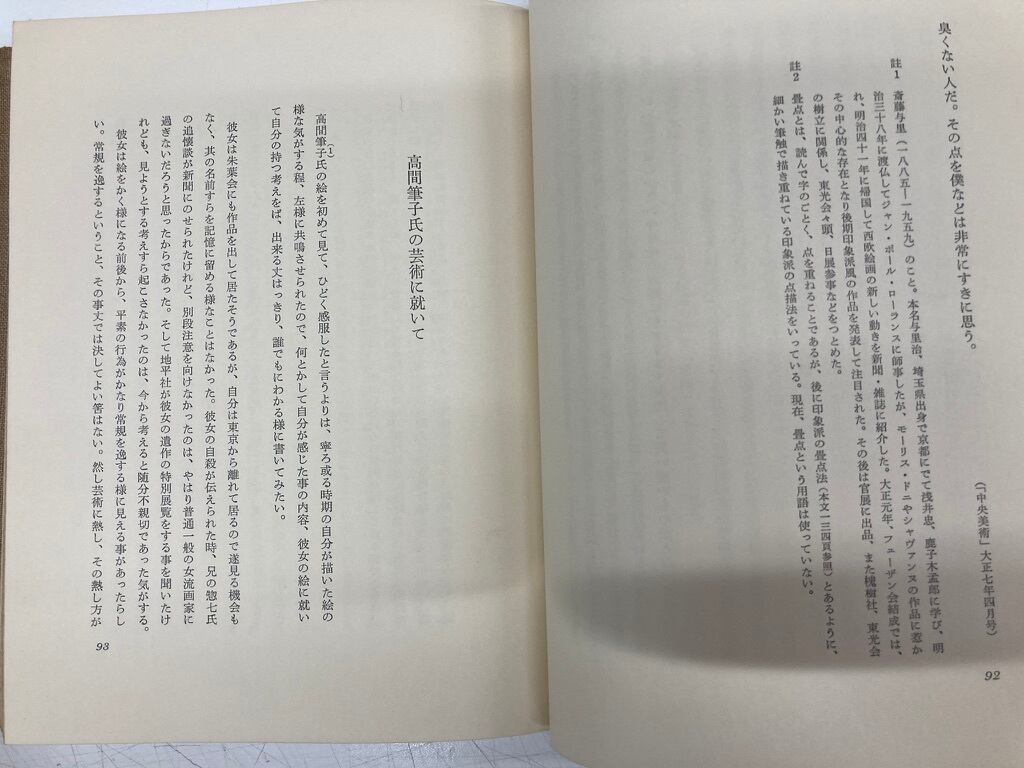 臭くない人だ。その点を僕などは非常にすきに思う。
(「中央美術」大正七年四月号)
註1 斎藤与里(一八八五―一九五九)のこと。本名与里治、埼玉県出身で京都にでて浅井忠、鹿子木孟郎に学び、明
治三十八年に渡仏してジャン・ポール・ローランスに師事したが、モーリス・ドニやシャヴァンヌの作品に惹か
れ、明治四十一年に帰国して西欧絵画の新しい動きを新聞・雑誌に紹介した。大正元年、フューザン会結成では、
その中心的な存在となり後期印象派風の作品を発表して注目された。その後は官展に出品、また槐樹社、東光会
の樹立に関係し、東光会々頭、日展参事などをつとめた。
註2 畳点とは、読んで字のごとく、点を重ねることであるが、後に印象派の畳点法(本文一三四頁参照)とあるように、
細かい筆触で描き重ねている印象派の点描法をいっている。現在、畳点という用語は使っていない。
92
高間筆子氏の芸術に就いて
高間筆子氏(1)の絵を初めて見て、ひどく感服したと言うよりは、寧ろ或る時期の自分が描いた絵の
様な気がする程、左様に共鳴させられたので、何とかして自分が感じた事の内容、彼女の絵に就い
て自分の持つ考えをば、出来る丈はっきり、誰でもにわかる様に書いてみたい。
彼女は朱葉会にも作品を出して居たそうであるが、自分は東京から離れて居るので遂見る機会も
なく、其の名前すらを記憶に留める様なことはなかった。彼女の自殺が伝えられた時、兄の惣七氏
の追懐談が新聞にのせられたけれど、別段注意を向けなかったのは、やはり普通一般の女流画家に
過ぎないだろうと思ったからであった。そして地平社が彼女の遺作の特別展覧をする事を聞いたけ
れども、見ようとする考えすら起こさなかったのは、今から考えると随分不親切であった気がする。
彼女は絵をかく様になる前後から、平素の行為がかなり常規を逸する様に見える事があったらし
い。常規を逸するということ、その事丈では決してよい筈はない。然し芸術に熱し、その熱し方が
93